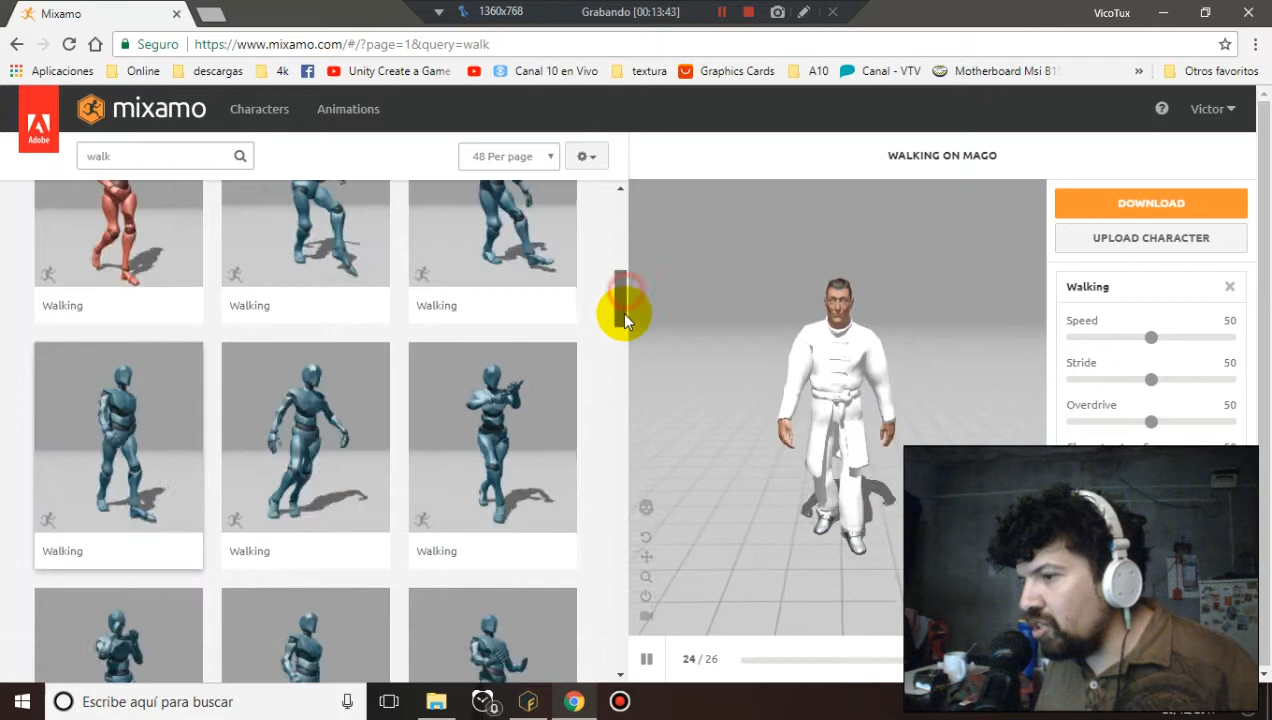 Mixamo
1360x768
Grabando [00:13:43]
VicoTux
Seguro
https://www.mixamo.com/#/?page=1&query=walk
Aplicaciones
Online
descargas
4k
Unity Create a Game
Canal 10 en Vivo
textura
Graphics Cards
A10
Canal - VTV
Motherboard Msi B1
»
Otros favoritos
Adobe
mixamo
Characters
Animations
Victor
walk
48 Per page
WALKING ON MAGO
DOWNLOAD
UPLOAD CHARACTER
Walking
Speed 50
Stride 50
Overdrive 50
Walking
Walking
Walking
Walking
Walking
Walking
24 / 26
Escribe aquí para buscar